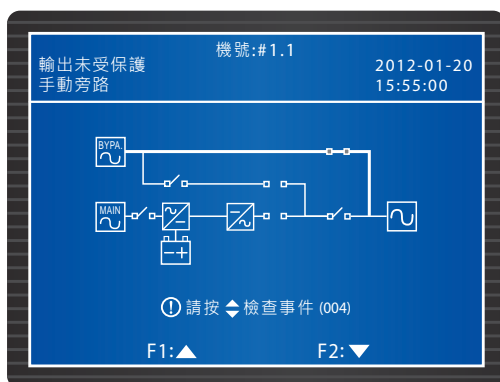 機號:#1.1
輸出未受保護
2012-01-20
手動旁路
15:55:00
BYPA.
MAIN
請按檢查事件 (004)
F1: F2: